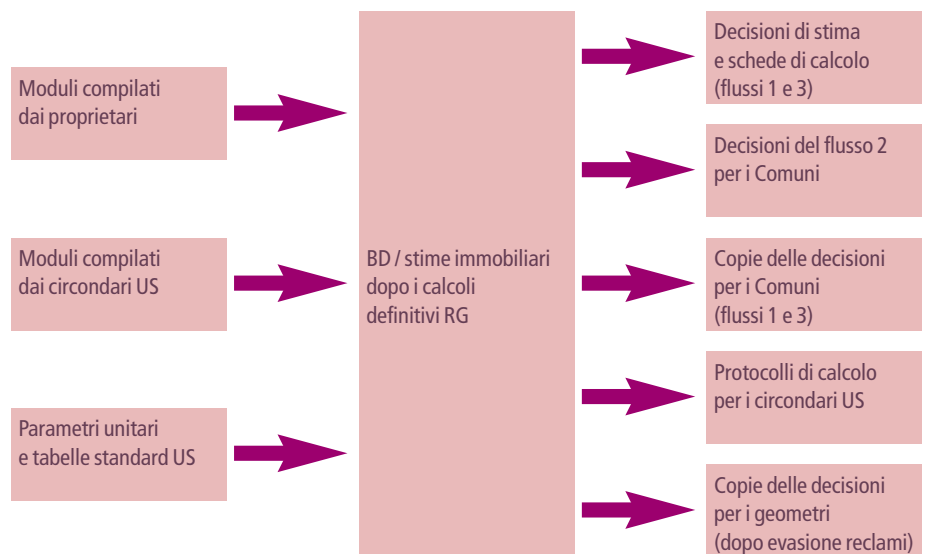 Moduli compilati
dai proprietari
Moduli compilati
dai circondari US
Parametri unitari
e tabelle standard US
BD / stime immobiliari
dopo i calcoli
definitivi RG
Decisioni di stima
e schede di calcolo
(flussi 1 e 3)
Decisioni del flusso 2
per i Comuni
Copie delle decisioni
per i Comuni
(flussi 1 e 3)
Protocolli di calcolo
per i circondari US
Copie delle decisioni
per i geometri
(dopo evasione reclami)